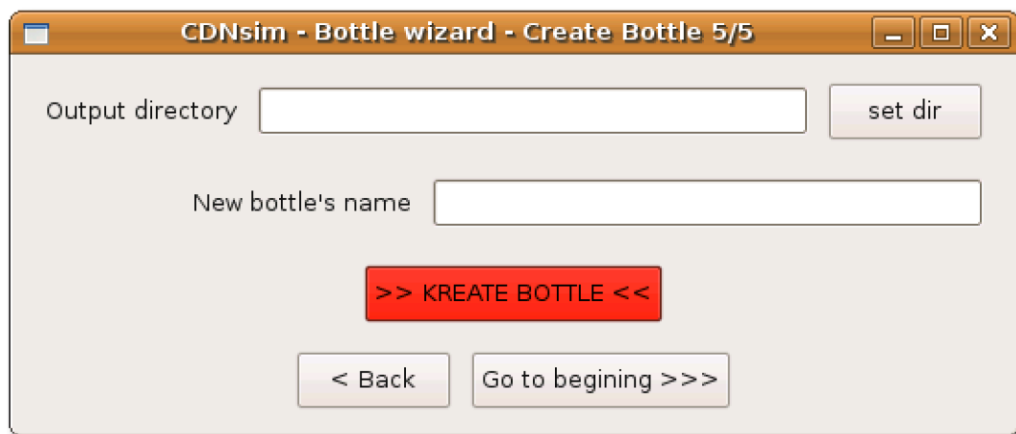 CDNsim - Bottle wizard - Create Bottle 5/5
Output directory set dir
New bottle's name
>> KREATE BOTTLE <<
< Back Go to begining >>>